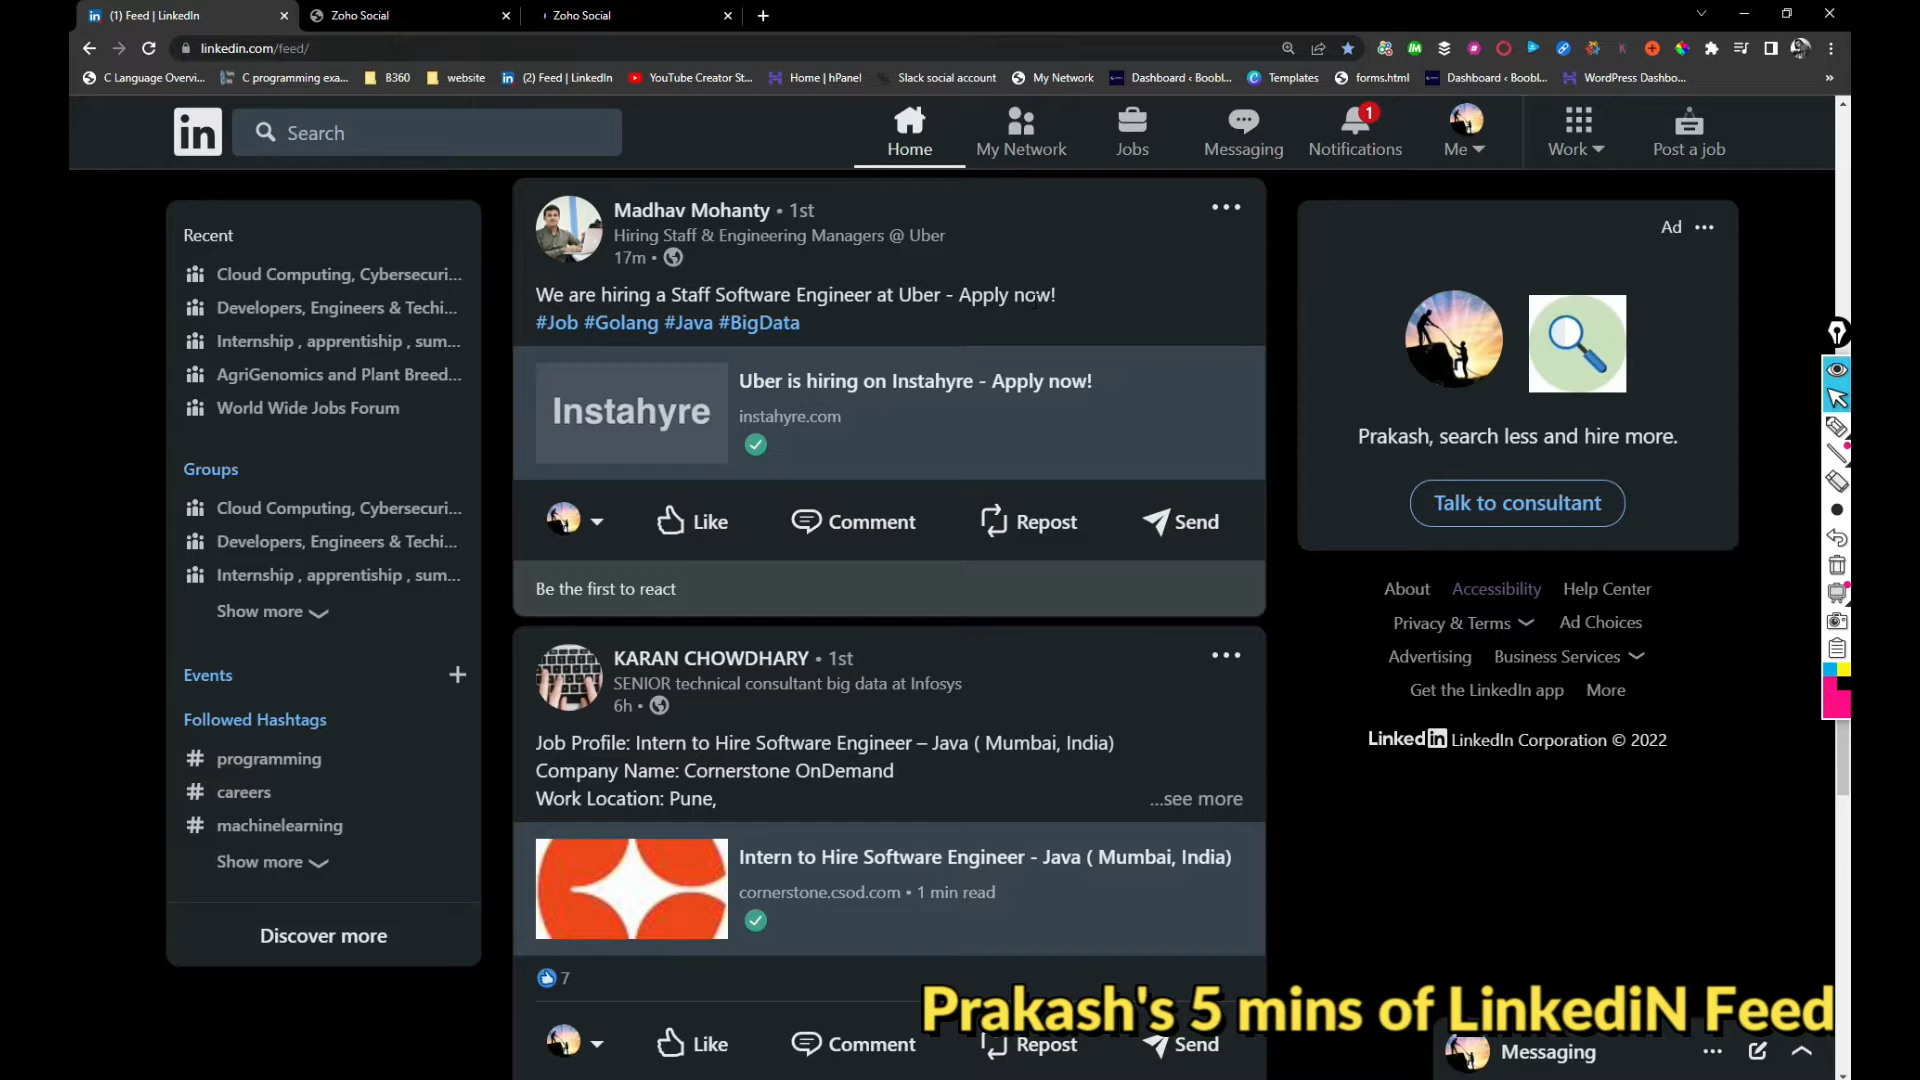 (1) Feed | LinkedIn
Zoho Social
Zoho Social
linkedin.com/feed/
C Language Overvi...
C programming exa...
B360
website
(2) Feed | LinkedIn
YouTube Creator St...
Home | hPanel
Slack social account
My Network
Dashboard ‹ Boobl...
Templates
forms.html
Dashboard ‹ Boobl...
WordPress Dashbo...
»
in
Search
Home
My Network
Jobs
Messaging
1
Notifications
Me
Work
Post a job
Recent
Cloud Computing, Cybersecuri...
Developers, Engineers & Techi...
Internship , apprentiship , sum...
AgriGenomics and Plant Breed...
World Wide Jobs Forum
Groups
Cloud Computing, Cybersecuri...
Developers, Engineers & Techi...
Internship , apprentiship , sum...
Show more
Events
Followed Hashtags
# programming
# careers
# machinelearning
Show more
Discover more
Madhav Mohanty • 1st
Hiring Staff & Engineering Managers @ Uber
17m •
We are hiring a Staff Software Engineer at Uber - Apply now!
#Job #Golang #Java #BigData
Instahyre
Uber is hiring on Instahyre - Apply now!
instahyre.com
Like
Comment
Repost
Send
Be the first to react
KARAN CHOWDHARY • 1st
SENIOR technical consultant big data at Infosys
6h •
Job Profile: Intern to Hire Software Engineer – Java ( Mumbai, India)
Company Name: Cornerstone OnDemand
Work Location: Pune,
...see more
Intern to Hire Software Engineer - Java ( Mumbai, India)
cornerstone.csod.com • 1 min read
7
Like
Comment
Repost
Send
Ad
Prakash, search less and hire more.
Talk to consultant
About Accessibility Help Center
Privacy & Terms Ad Choices
Advertising Business Services
Get the LinkedIn app More
LinkedIn LinkedIn Corporation © 2022
Prakash's 5 mins of LinkediN Feed
Messaging